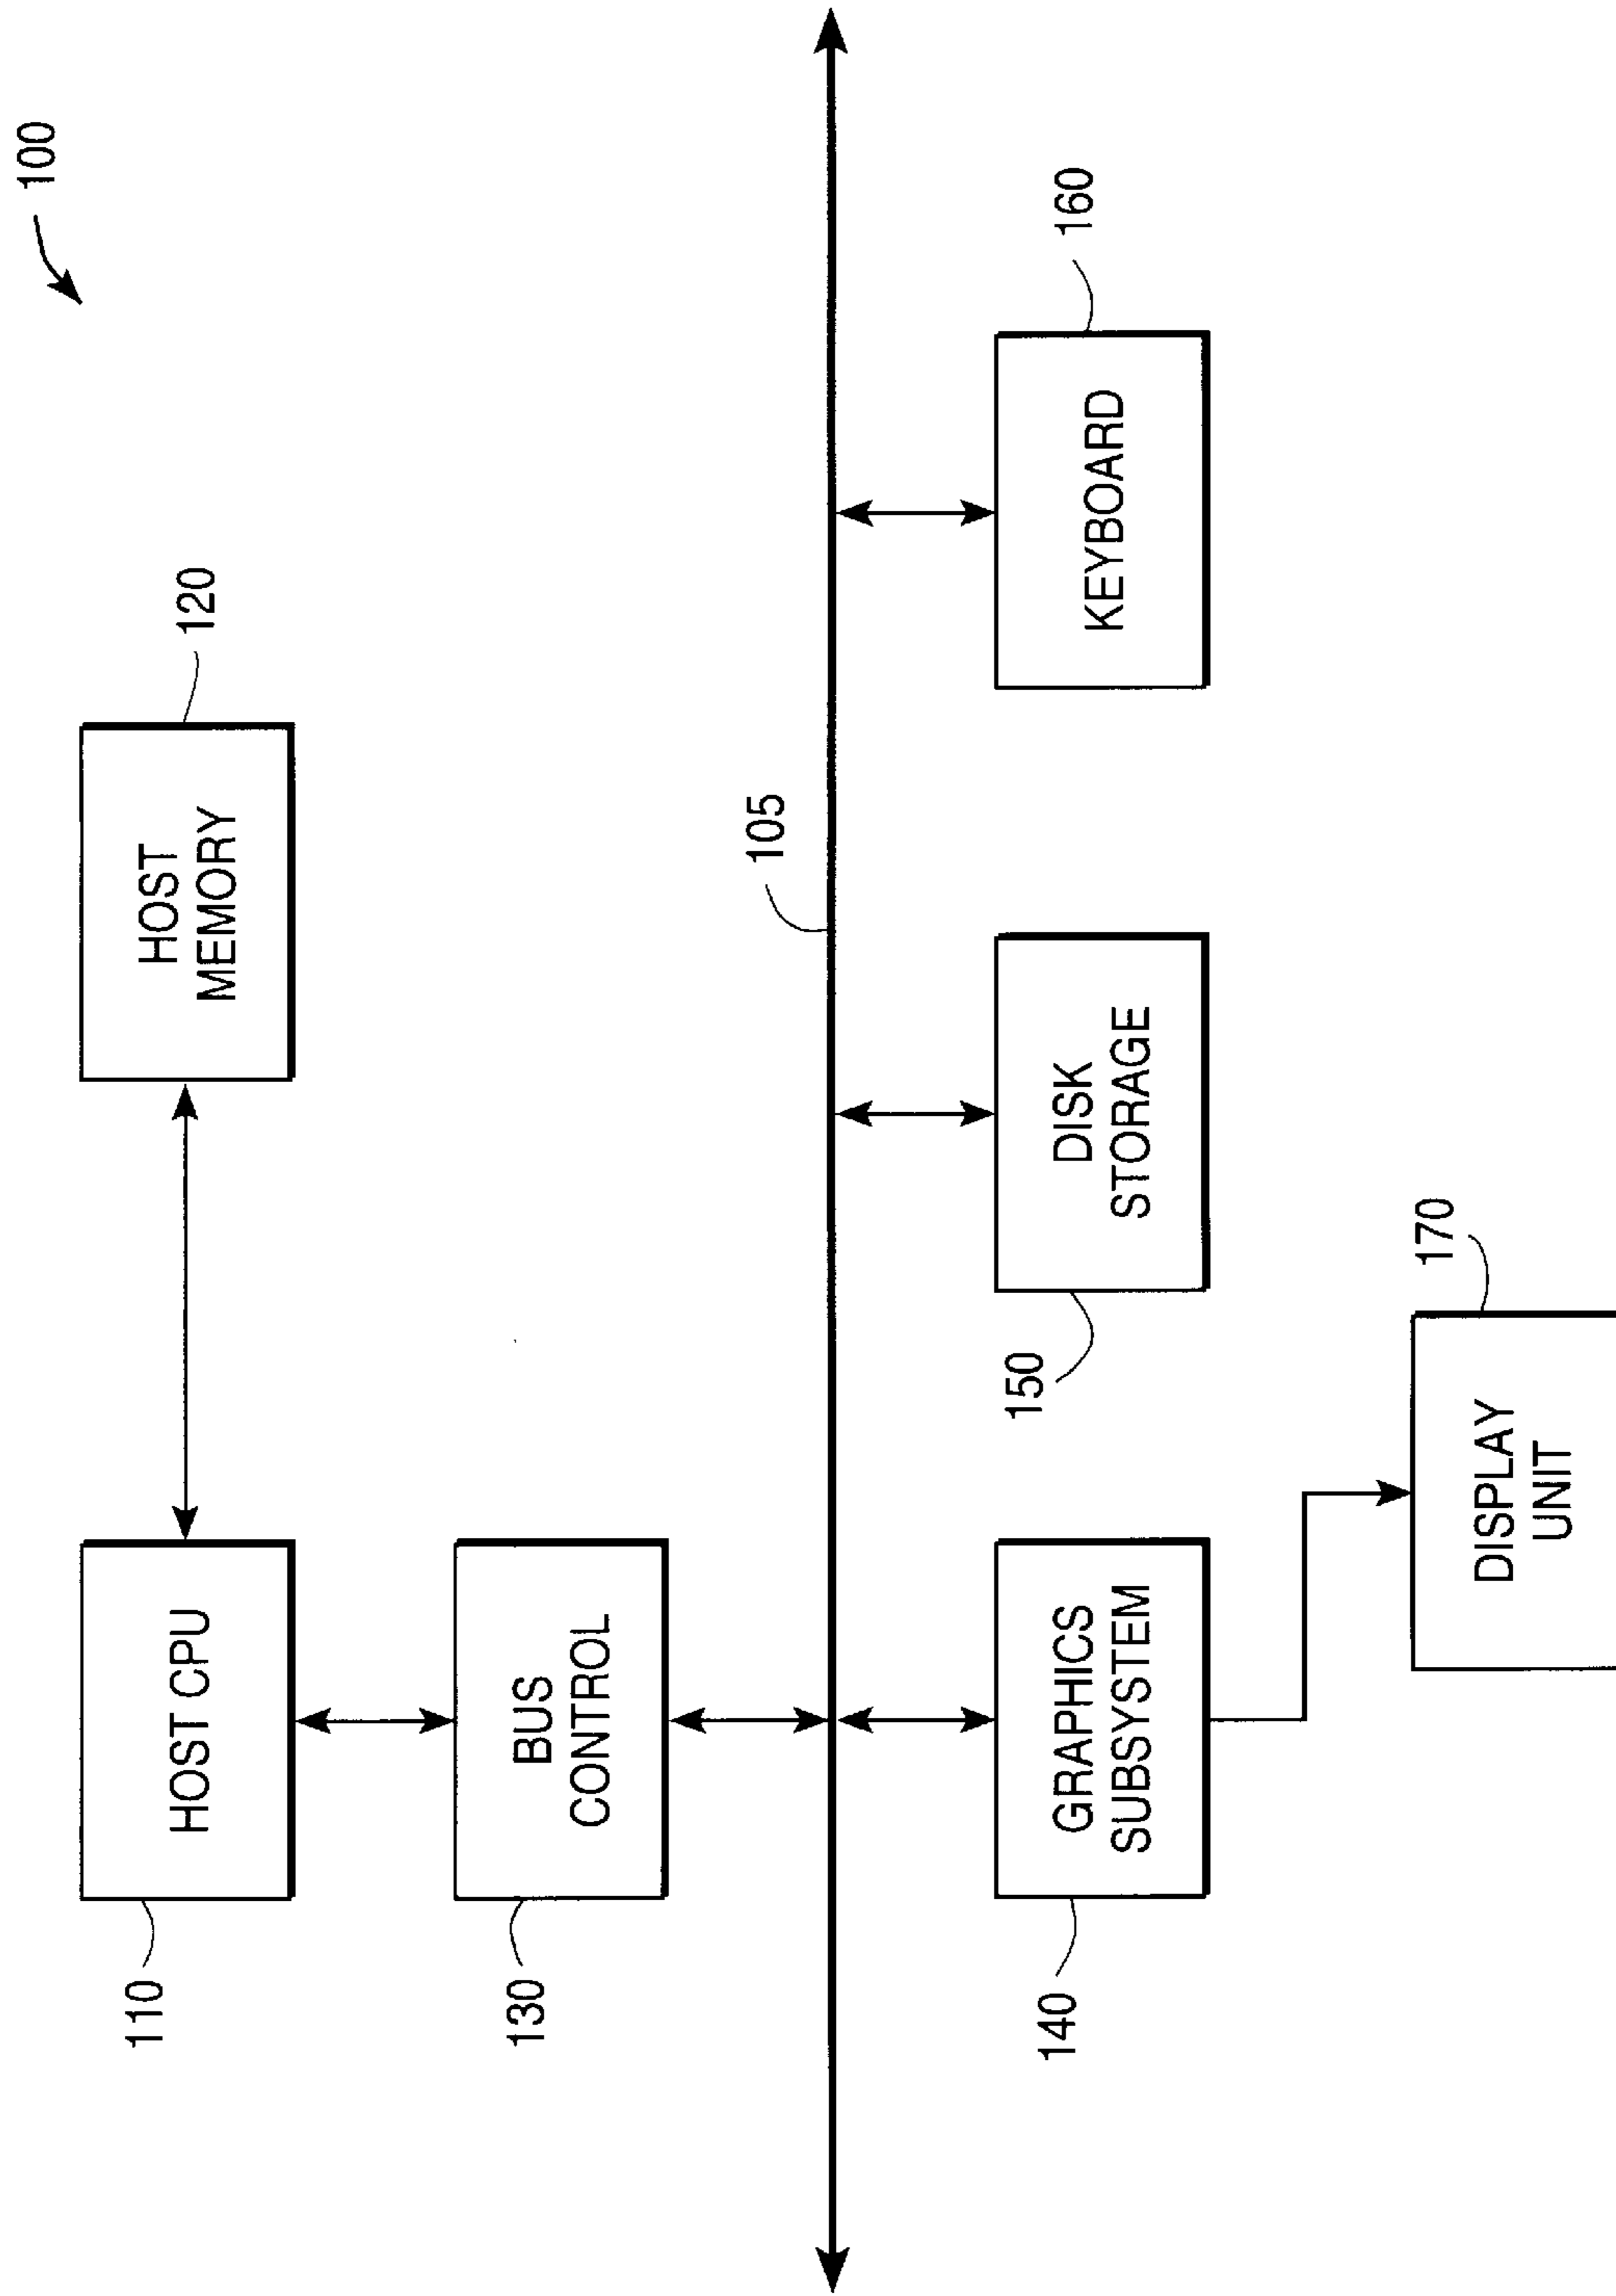 100
HOST CPU
110
HOST
MEMORY
120
BUS
CONTROL
130
105
GRAPHICS
SUBSYSTEM
140
DISK
STORAGE
150
KEYBOARD
160
DISPLAY
UNIT
170